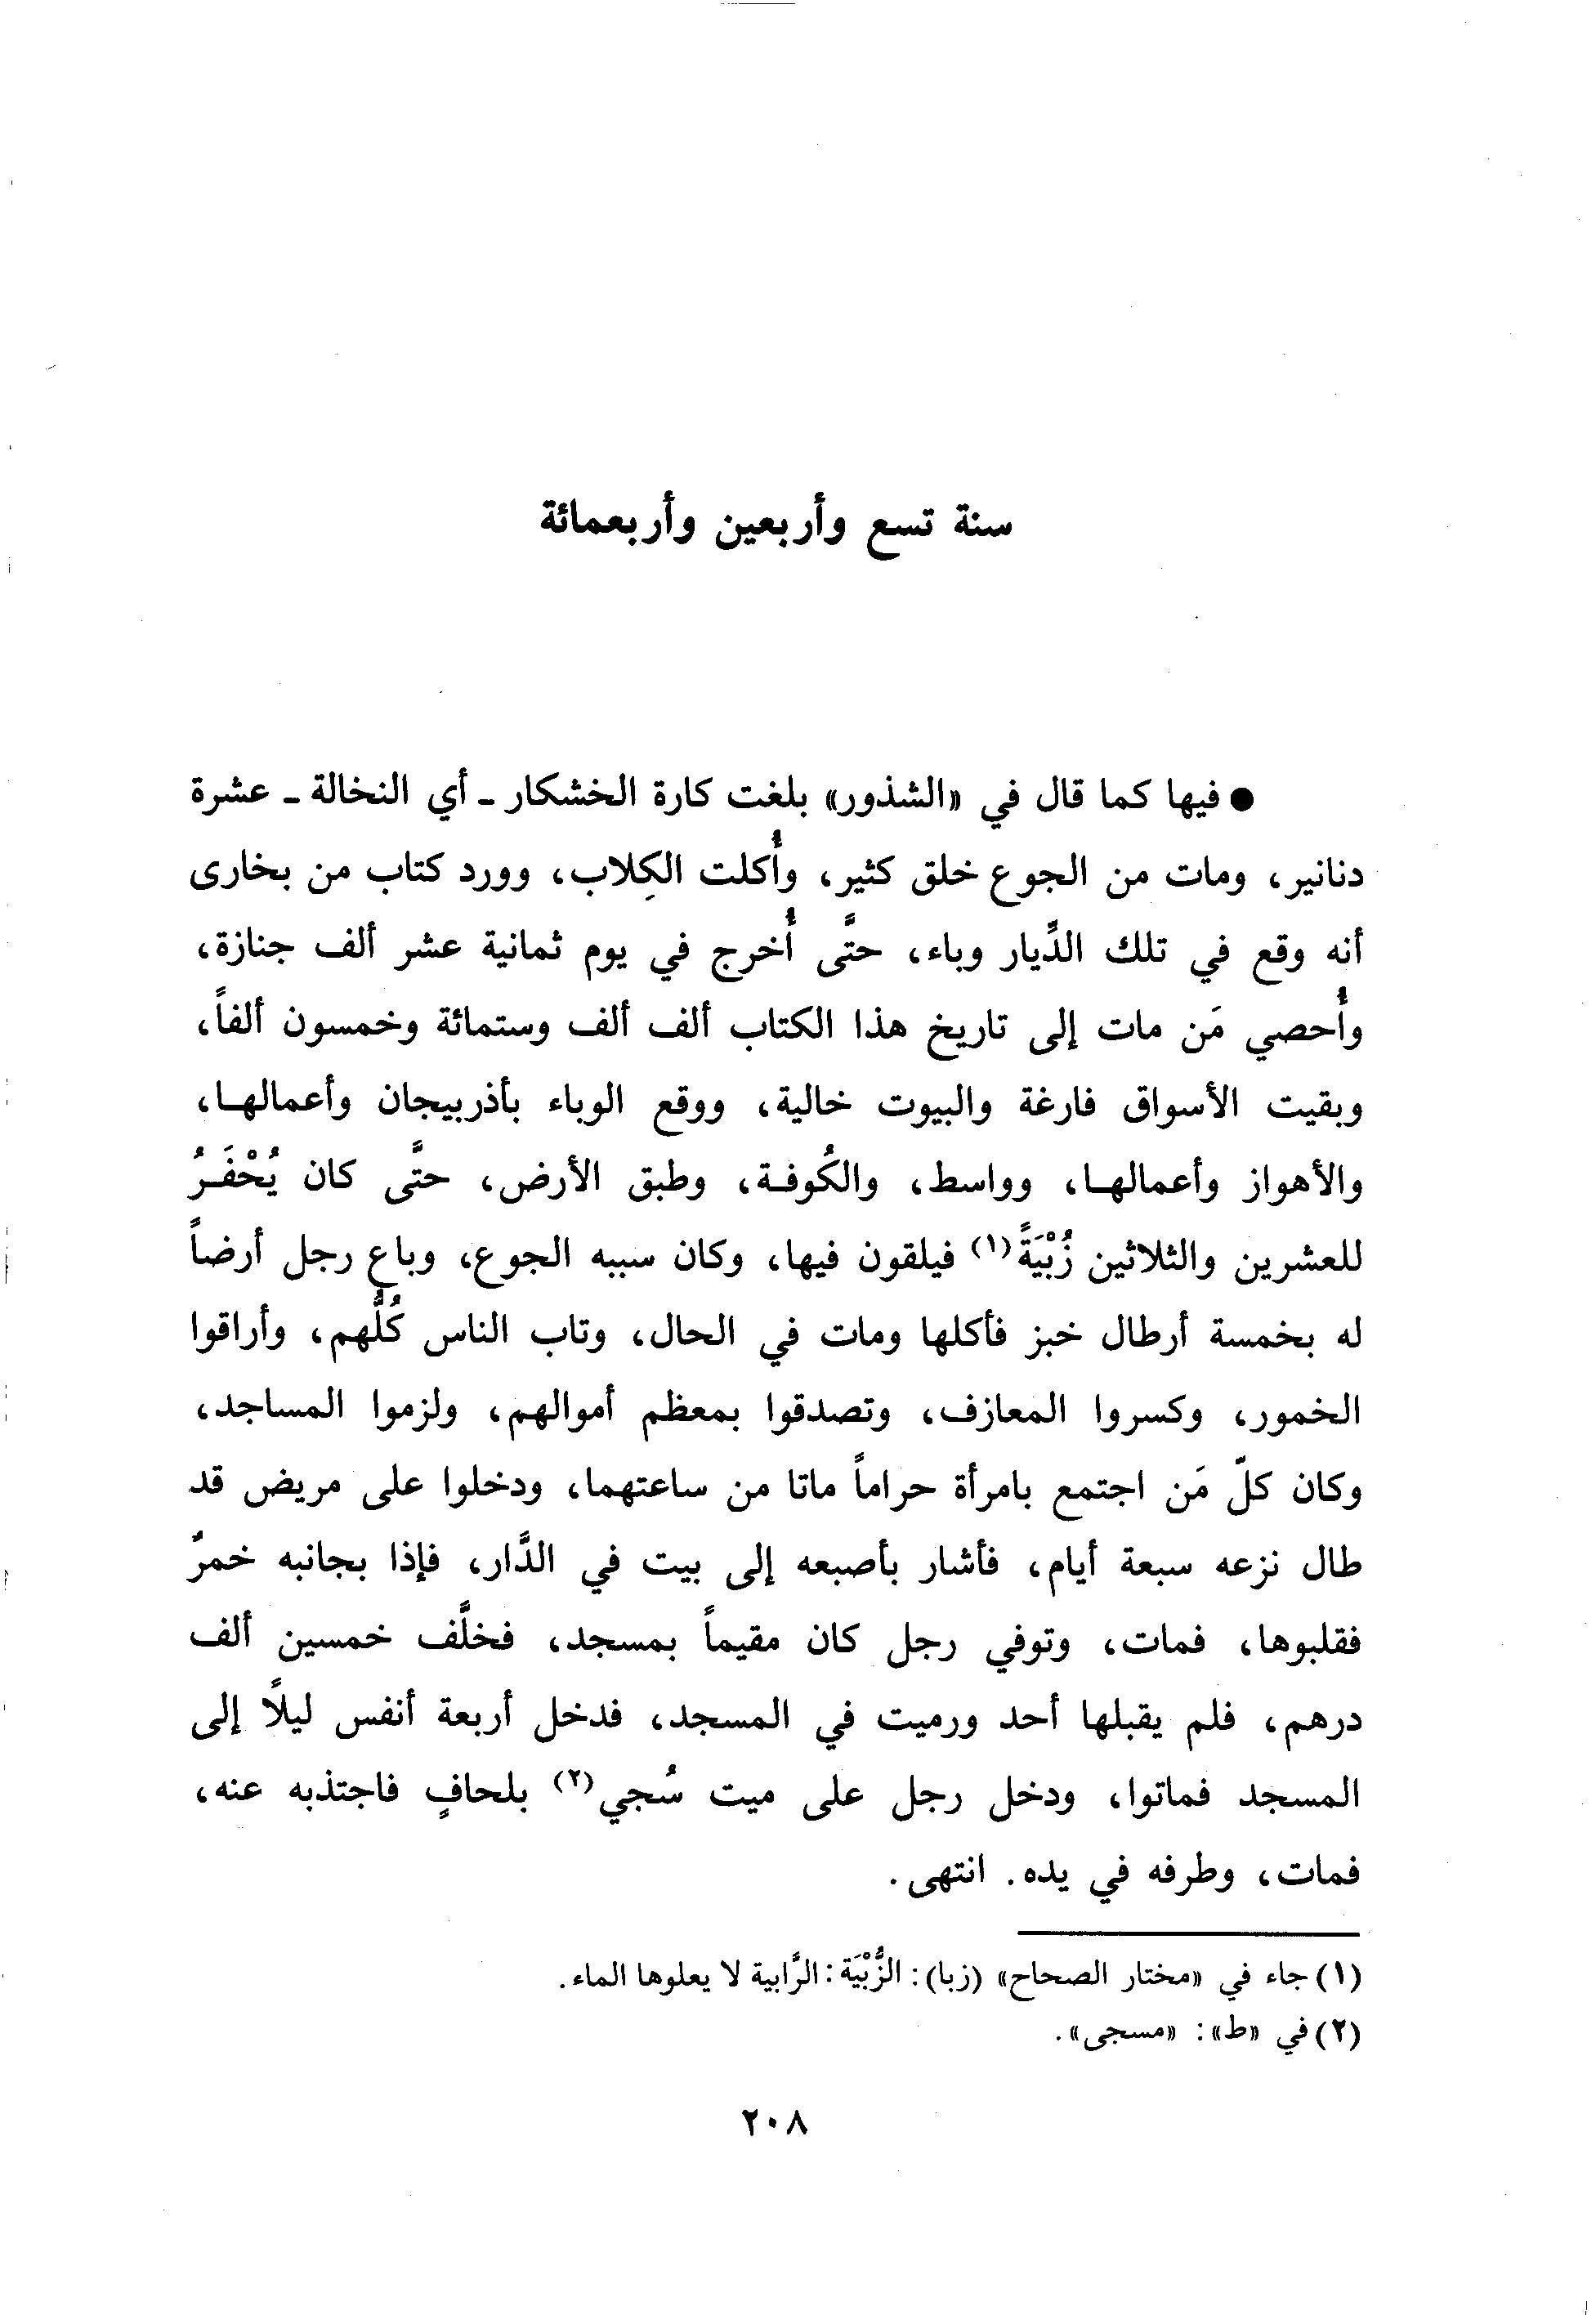 سنة تسع وأربعين وأربعمائة
● فيها كما قال في «الشذور» بلغت كارة الخشكار - أي النخالة - عشرة
دنانير، ومات من الجوع خلق كثير، وأُكلت الكِلاب، وورد كتاب من بخارى
أنه وقع في تلك الدِّيار وباء، حتَّى أُخرج في يوم ثمانية عشر ألف جنازة،
وأُحصي مَن مات إلى تاريخ هذا الكتاب ألف ألف وستمائة وخمسون ألفاً،
وبقيت الأسواق فارغة والبيوت خالية، ووقع الوباء بأذربيجان وأعمالهـا،
والأهواز وأعمالهـا، وواسط، والكُوفـة، وطبق الأرض، حتَّى كان يُحْفَـرُ
للعشرين والثلاثين زُبْيَةً (١) فيلقون فيها، وكان سببه الجوع، وباع رجل أرضاً
له بخمسة أرطال خبز فأكلها ومات في الحال، وتاب الناس كُلُّهم، وأراقوا
الخمور، وكسروا المعازف، وتصدقوا بمعظم أموالهم، ولزموا المساجد،
وكان كلّ مَن اجتمع بامرأة حراماً ماتا من ساعتهما، ودخلوا على مريض قد
طال نزعه سبعة أيام، فأشار بأصبعه إلى بيت في الدَّار، فإذا بجانبه خمرٌ
فقلبوها، فمات، وتوفي رجل كان مقيماً بمسجد، فخلَّف خمسين ألف
درهم، فلم يقبلها أحد ورميت في المسجد، فدخل أربعة أنفس ليلاً إلى
المسجد فماتوا، ودخل رجل على ميت سُجي (٢) بلحافٍ فاجتذبه عنه،
فمات، وطرفه في يده. انتهى.
(١) جاء في «مختار الصحاح» (زبا): الزُّبْيَة: الرَّابية لا يعلوها الماء.
(٢) في «ط»: «مسجى».
٢٠٨